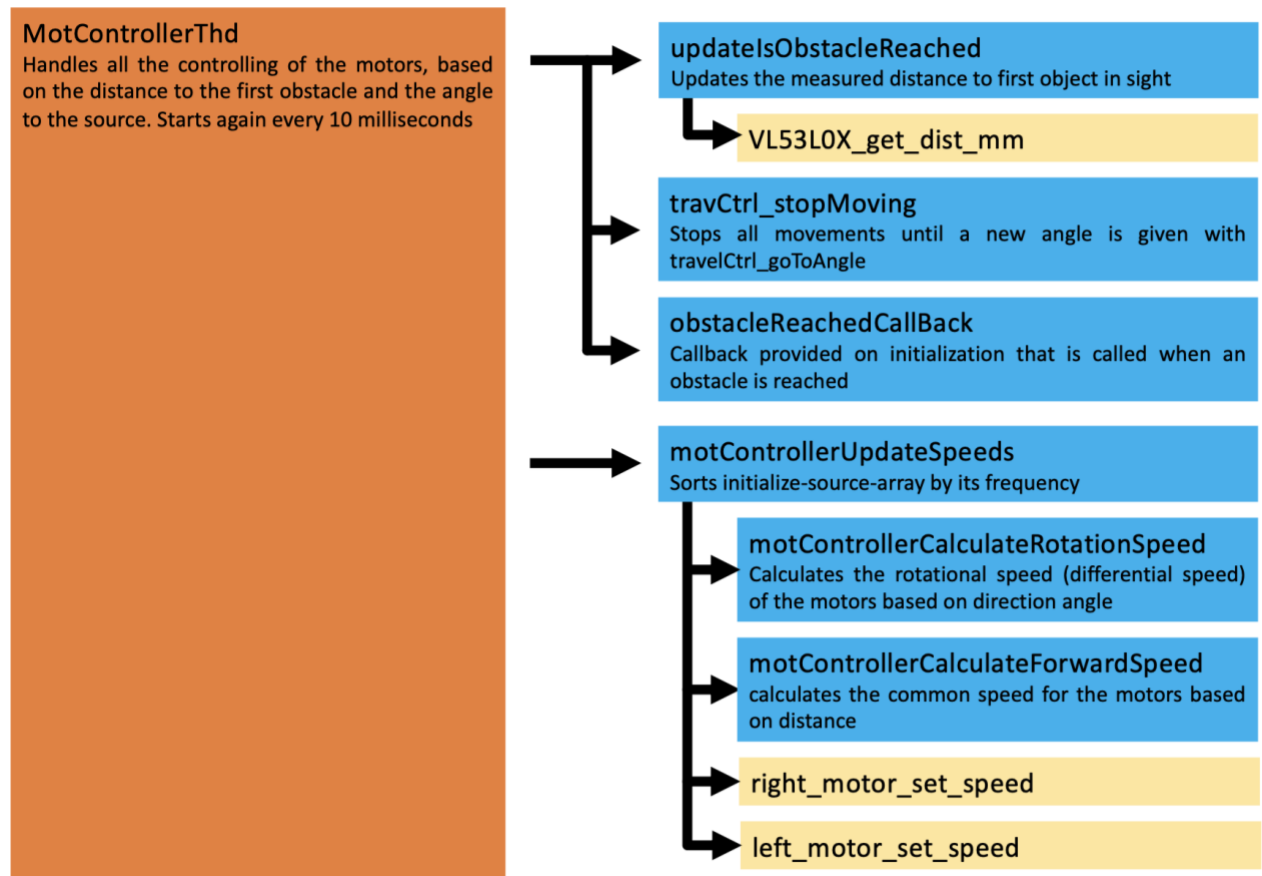 MotControllerThd
Handles all the controlling of the motors, based
on the distance to the first obstacle and the angle
to the source. Starts again every 10 milliseconds
updateIsObstacleReached
Updates the measured distance to first object in sight
VL53L0X_get_dist_mm
travCtrl_stopMoving
Stops all movements until a new angle is given with
travelCtrl_goToAngle
obstacleReachedCallBack
Callback provided on initialization that is called when an
obstacle is reached
motControllerUpdateSpeeds
Sorts initialize-source-array by its frequency
motControllerCalculateRotationSpeed
Calculates the rotational speed (differential speed)
of the motors based on direction angle
motControllerCalculateForwardSpeed
calculates the common speed for the motors based
on distance
right_motor_set_speed
left_motor_set_speed